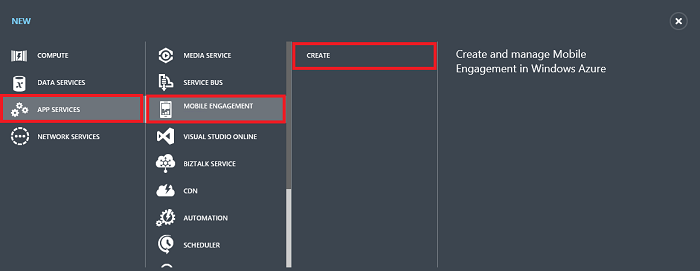 NEW
COMPUTE
DATA SERVICES
APP SERVICES
NETWORK SERVICES
MEDIA SERVICE
SERVICE BUS
MOBILE ENGAGEMENT
VISUAL STUDIO ONLINE
BIZTALK SERVICE
CDN
AUTOMATION
SCHEDULER
CREATE
Create and manage Mobile
Engagement in Windows Azure